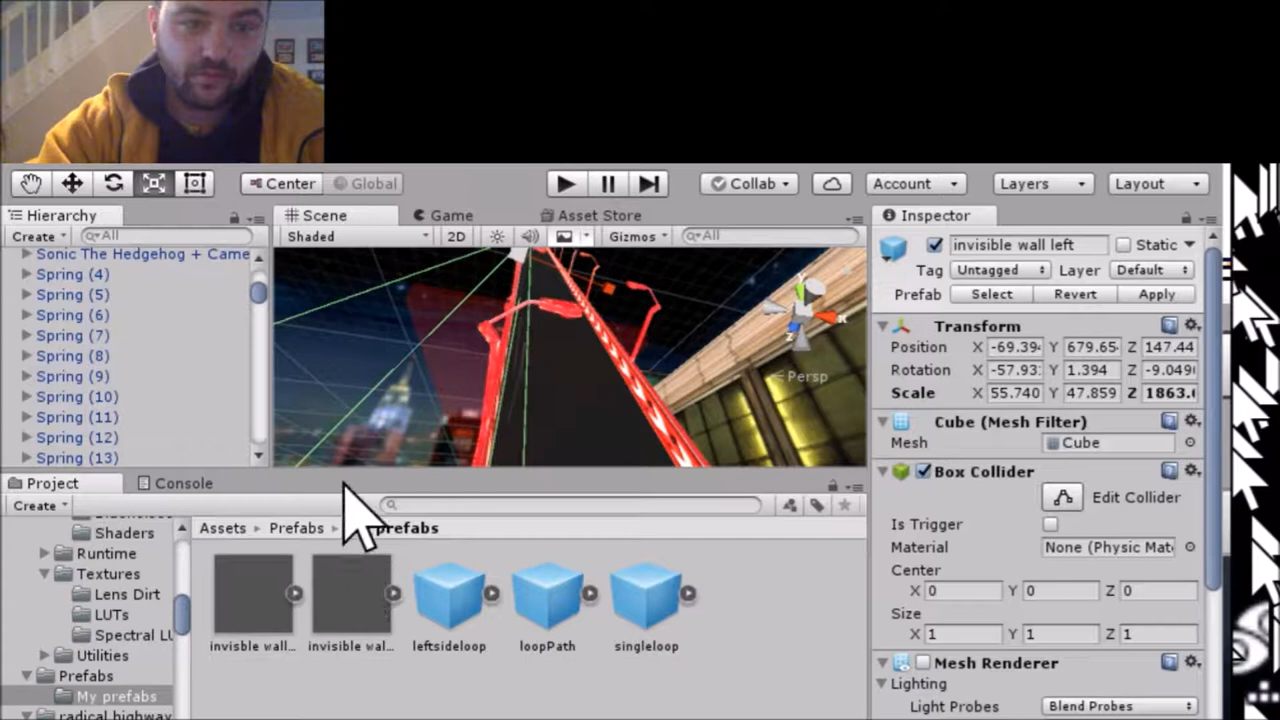 Center
Global
Collab
Account
Layers
Layout
Hierarchy
Scene
Game
Asset Store
Inspector
Create
All
Shaded
2D
Gizmos
All
invisible wall left
Static
Sonic The Hedgehog + Came
Spring (4)
Spring (5)
Spring (6)
Spring (7)
Spring (8)
Spring (9)
Spring (10)
Spring (11)
Spring (12)
Spring (13)
Persp
Tag Untagged Layer Default
Prefab Select Revert Apply
Transform
Position X -69.394 Y 679.65 Z 147.44
Rotation X -57.93 Y 1.394 Z -9.049
Scale X 55.740 Y 47.859 Z 1863.
Cube (Mesh Filter)
Mesh Cube
Box Collider
Edit Collider
Is Trigger
Material None (Physic Mat
Center
X 0 Y 0 Z 0
Size
X 1 Y 1 Z 1
Mesh Renderer
Lighting
Light Probes Blend Probes
Project
Console
Create
Shaders
Runtime
Textures
Lens Dirt
LUTs
Spectral LU
Utilities
Prefabs
My prefabs
radical highway
Assets Prefabs prefabs
invisble wall...
invisible wal...
leftsideloop
loopPath
singleloop